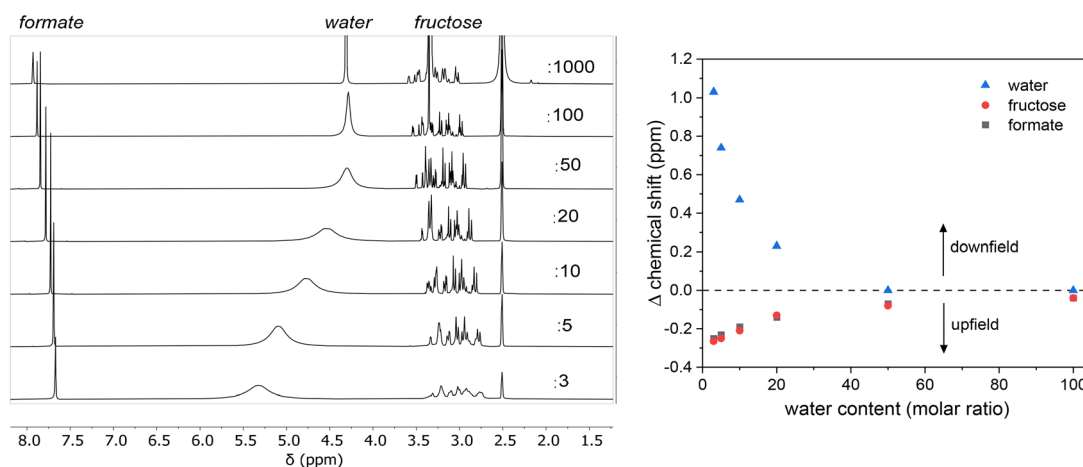 formate water fructose
:1000
:100
:50
:20
:10
:5
:3
8.0 7.5 7.0 6.5 6.0 5.5 5.0 4.5 4.0 3.5 3.0 2.5 2.0 1.5
δ (ppm)
1.2
1.0
0.8
0.6
0.4
0.2
0.0
-0.2
-0.4
Δ chemical shift (ppm)
water
fructose
formate
downfield
upfield
0 20 40 60 80 100
water content (molar ratio)